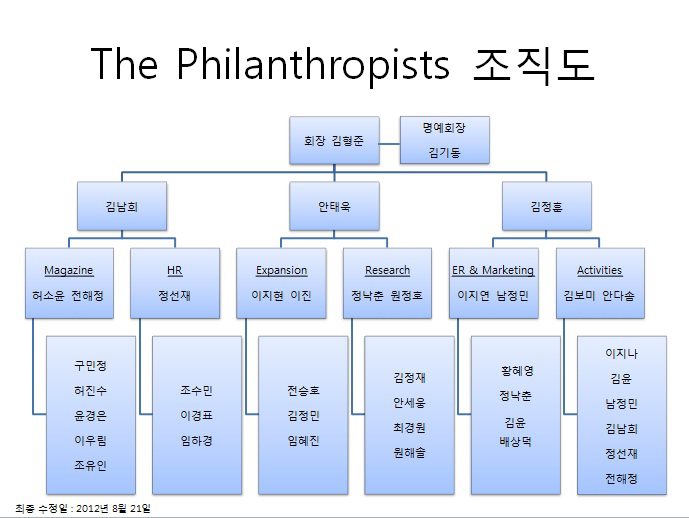 The Philanthropists 조직도
회장 김형준
명예회장
김기동
김남희
안태욱
김정훈
Magazine
허소윤 전해정
HR
정선재
Expansion
이지현 이진
Research
정낙춘 원정호
ER & Marketing
이지연 남정민
Activities
김보미 안다솜
구민정
허진수
윤경은
이우림
조유인
조수민
이경표
임하경
전승호
김정민
임혜진
김정재
안세웅
최경원
원해솔
황혜영
정낙춘
김윤
배상덕
이지나
김윤
남정민
김남희
정선재
전해정
최종 수정일 : 2012년 8월 21일